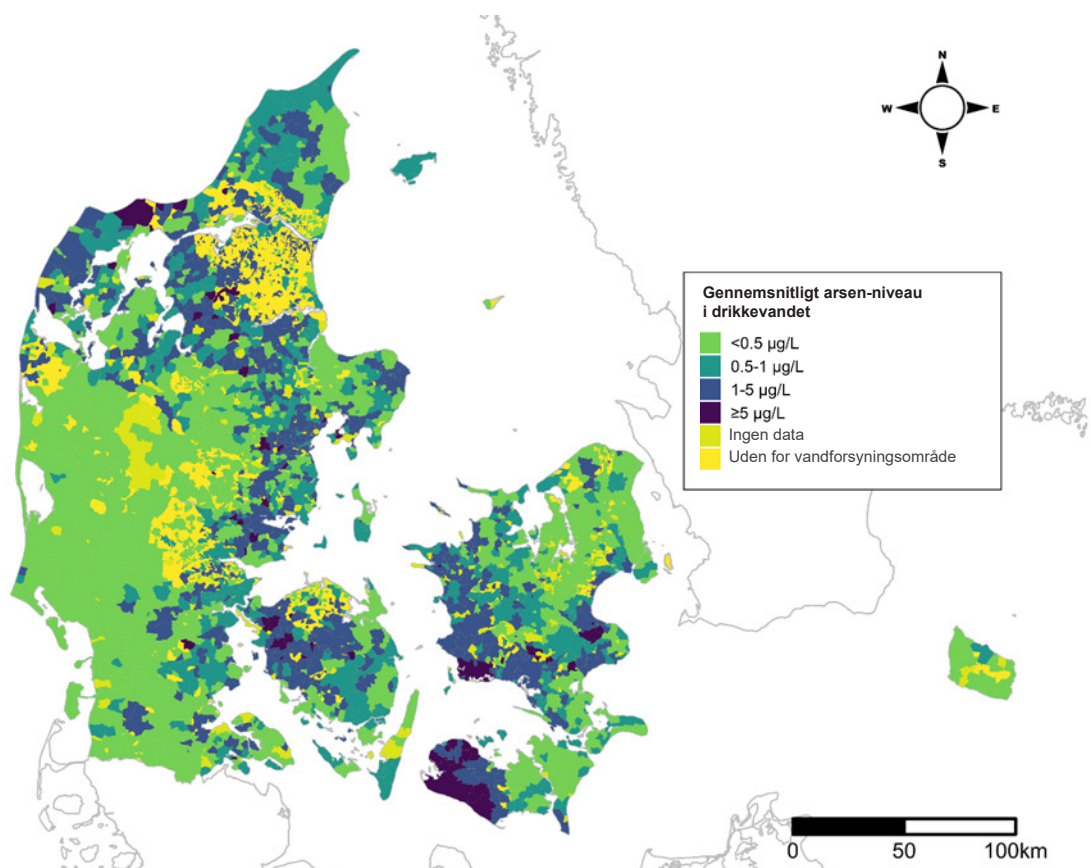 N
W E
S
Gennemsnitligt arsen-niveau
i drikkevandet
<0.5 µg/L
0.5-1 µg/L
1-5 µg/L
≥5 µg/L
Ingen data
Uden for vandforsyningsområde
0 50 100km